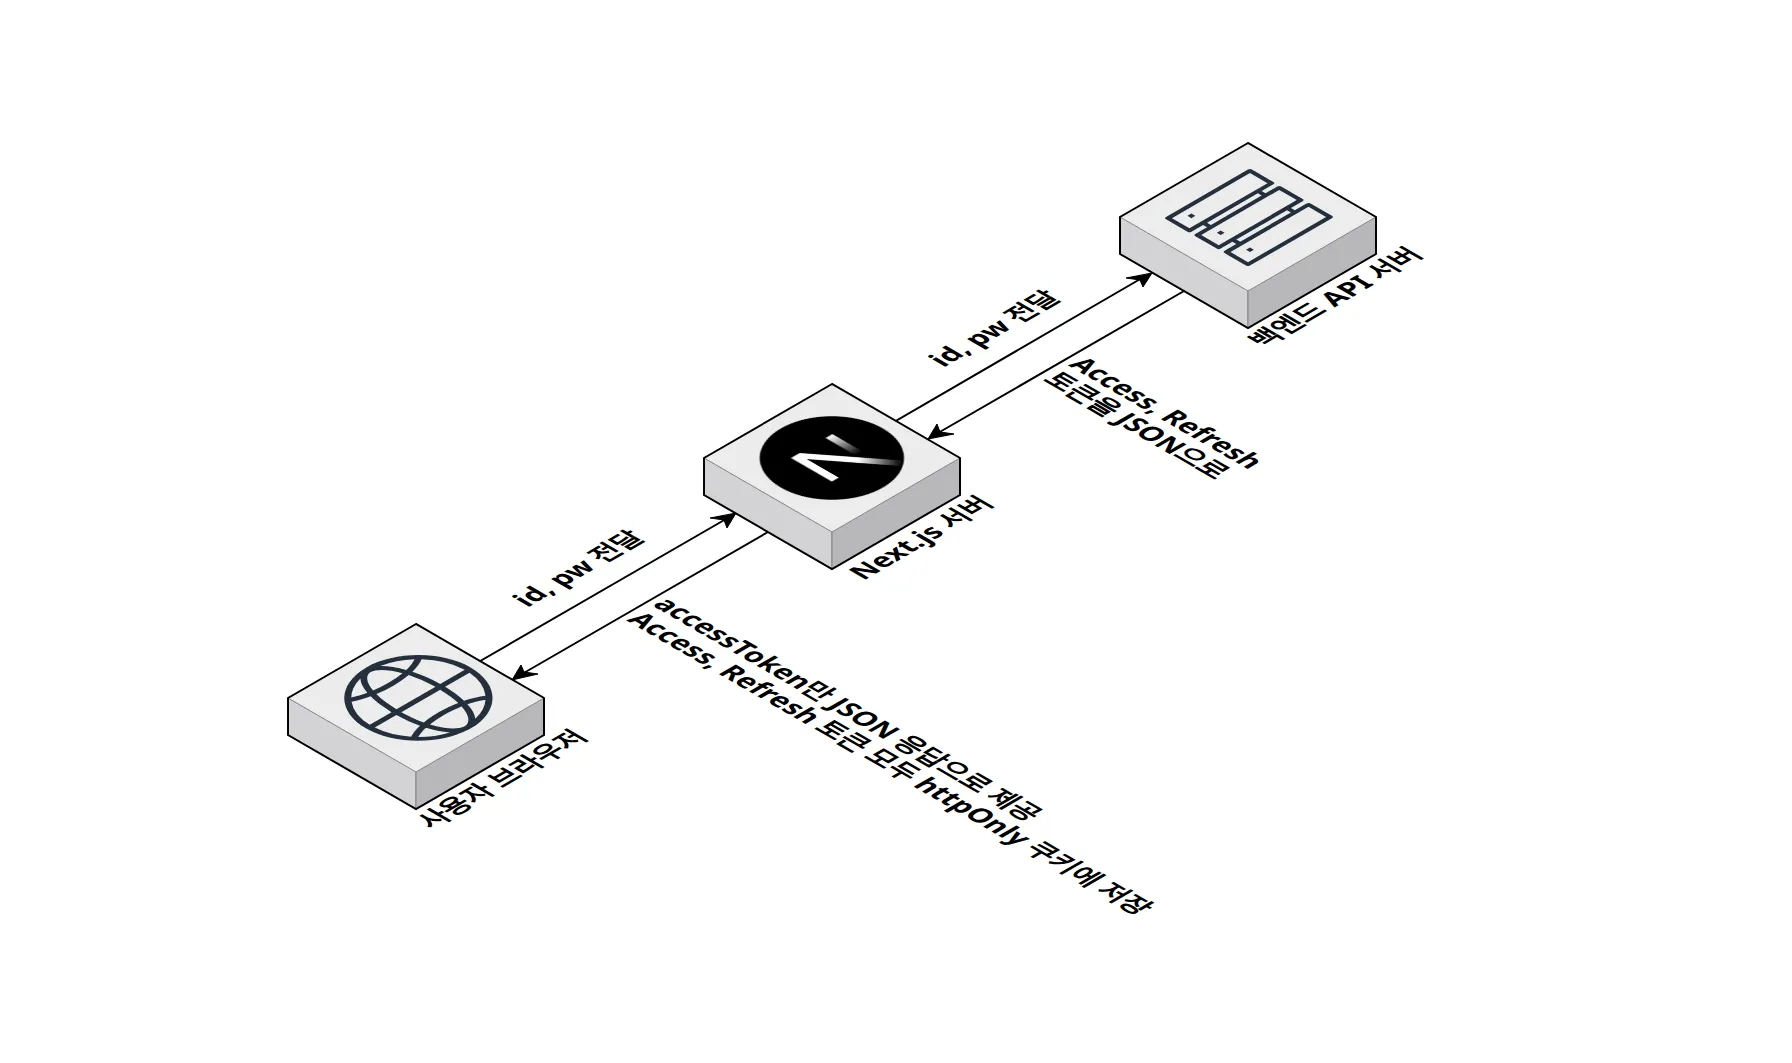 백엔드 API 서버
id, pw 전달
Access, Refresh
토큰을 JSON으로
Next.js 서버
id, pw 전달
accessToken만 JSON 응답으로 제공
Access, Refresh 토큰 모두 httpOnly 쿠키에 저장
사용자 브라우저